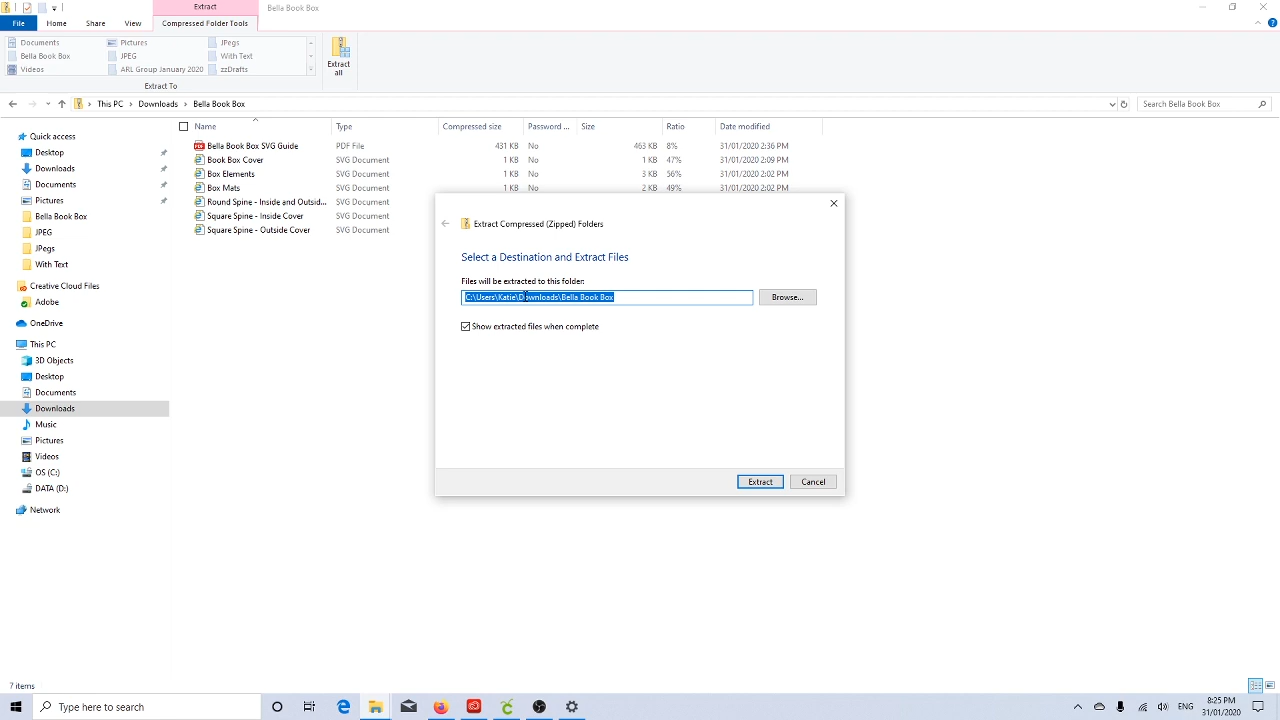 Extract
Bella Book Box
File
Home
Share
View
Compressed Folder Tools
Documents
Pictures
JPegs
Bella Book Box
JPEG
With Text
Videos
ARL Group January 2020
zzDrafts
Extract all
Extract To
This PC > Downloads > Bella Book Box
Search Bella Book Box
Name
Type
Compressed size
Password ...
Size
Ratio
Date modified
Bella Book Box SVG Guide PDF File 431 KB No 463 KB 8% 31/01/2020 2:36 PM
Book Box Cover SVG Document 1 KB No 1 KB 47% 31/01/2020 2:09 PM
Box Elements SVG Document 1 KB No 3 KB 56% 31/01/2020 2:02 PM
Box Mats SVG Document 1 KB No 2 KB 49% 31/01/2020 2:02 PM
Round Spine - Inside and Outsid... SVG Document
Square Spine - Inside Cover SVG Document
Square Spine - Outside Cover SVG Document
Quick access
Desktop
Downloads
Documents
Pictures
Bella Book Box
JPEG
JPegs
With Text
Creative Cloud Files
Adobe
OneDrive
This PC
3D Objects
Desktop
Documents
Downloads
Music
Pictures
Videos
OS (C:)
DATA (D:)
Network
Extract Compressed (Zipped) Folders
Select a Destination and Extract Files
Files will be extracted to this folder:
C:\Users\Katie\Downloads\Bella Book Box
Browse...
Show extracted files when complete
Extract
Cancel
7 items
Type here to search
ENG
8:25 PM
31/01/2020